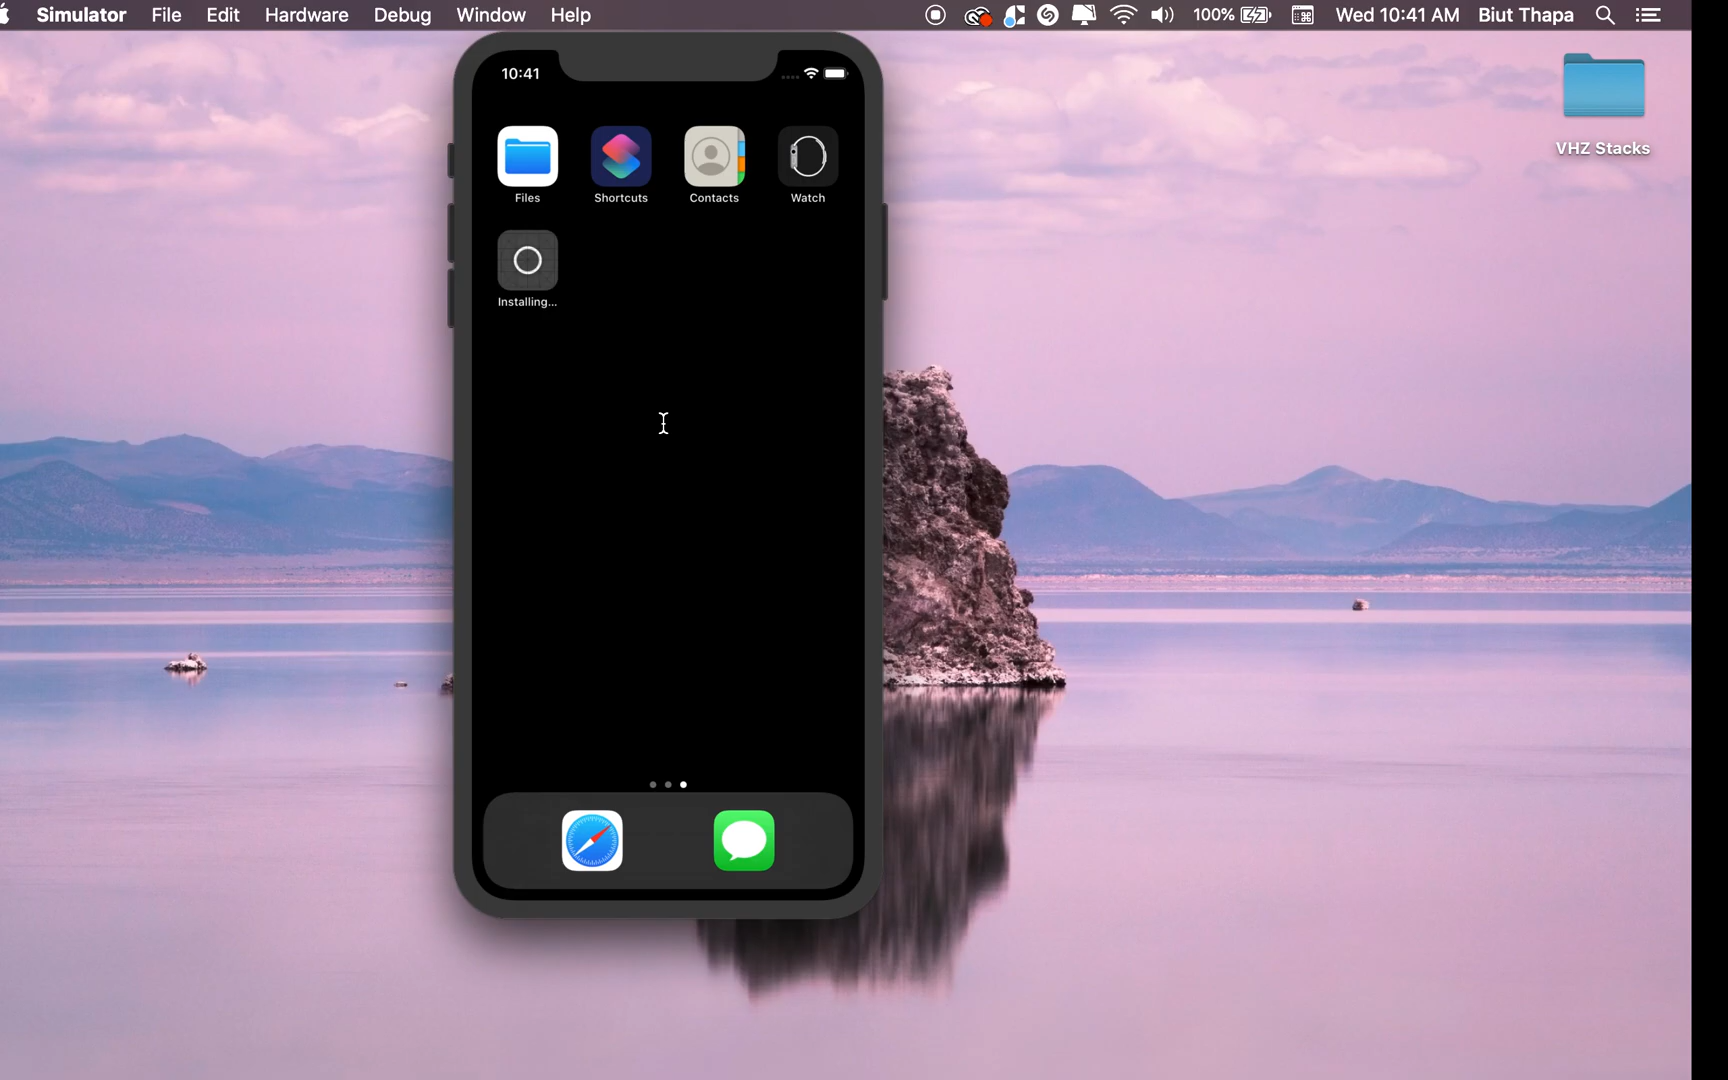 Simulator File Edit Hardware Debug Window Help 100% Wed 10:41 AM Biut Thapa
10:41
VHZ Stacks
Files Shortcuts Contacts Watch
Installing...